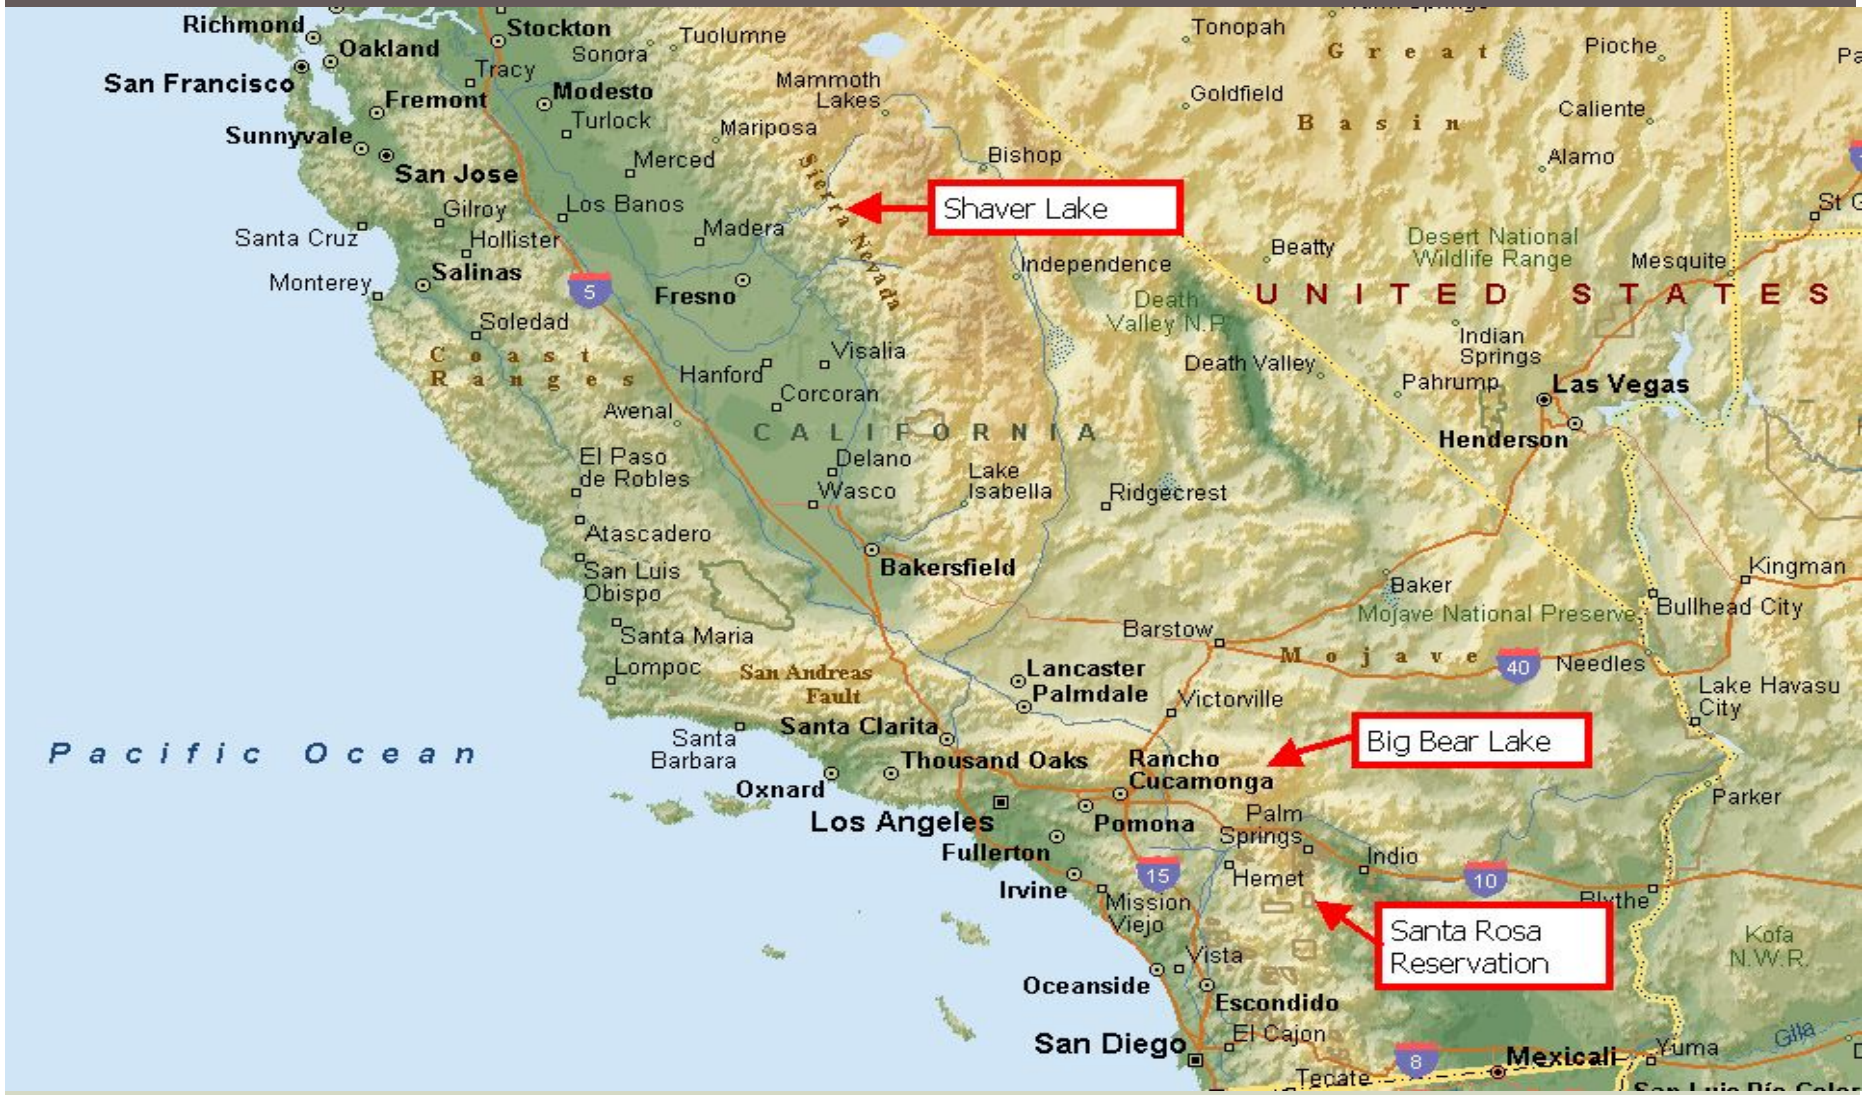 Richmond
Oakland
San Francisco
Fremont
Sunnyvale
San Jose
Stockton
Sonora
Tuolumne
Tracy
Modesto
Turlock
Mammoth
Lakes
Mariposa
Merced
Bishop
Tonopah
Goldfield
Great
Basin
Pioche
Caliente
Alamo
Gilroy
Los Banos
Santa Cruz
Hollister
Madera
Sierra Nevada
Shaver Lake
Monterey
Salinas
5
Fresno
Independence
Beatty
Desert National
Wildlife Range
Mesquite
Death
Valley N.P.
UNITED STATES
Soledad
Coast
Ranges
Hanford
Visalia
Corcoran
Avenal
Death Valley
Indian
Springs
Pahrump
Las Vegas
Henderson
CALIFORNIA
El Paso
de Robles
Delano
Wasco
Lake
Isabella
Ridgecrest
Atascadero
San Luis
Obispo
Bakersfield
Baker
Kingman
Mojave National Preserve
Bullhead City
Santa Maria
Lompoc
San Andreas
Fault
Barstow
Mojave
40
Needles
Lancaster
Palmdale
Victorville
Lake Havasu
City
Pacific Ocean
Santa
Barbara
Santa Clarita
Thousand Oaks
Rancho
Cucamonga
Big Bear Lake
Oxnard
Los Angeles
Pomona
Palm
Springs
Parker
Fullerton
Irvine
15
Hemet
Indio
10
Blythe
Mission
Viejo
Santa Rosa
Reservation
Kofa
N.W.R.
Vista
Oceanside
Escondido
San Diego
El Cajon
8
Mexicali
Yuma
Gila
Tecate